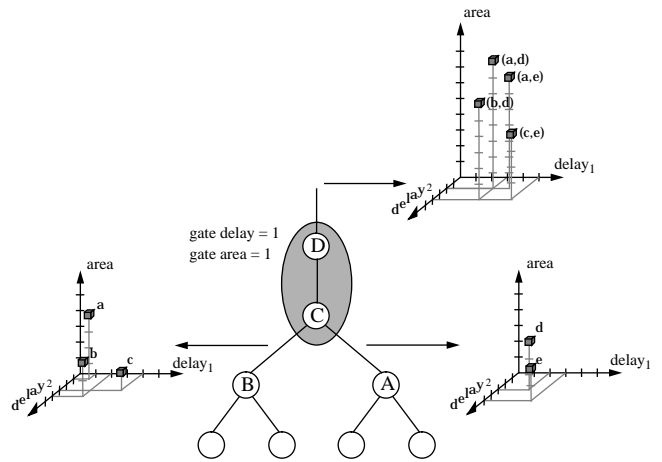 area
(a,d)
(a,e)
(b,d)
(c,e)
delay1
delay2
gate delay = 1
gate area = 1
D
C
B
A
area
a
b
c
delay1
delay2
area
d
e
delay1
delay2